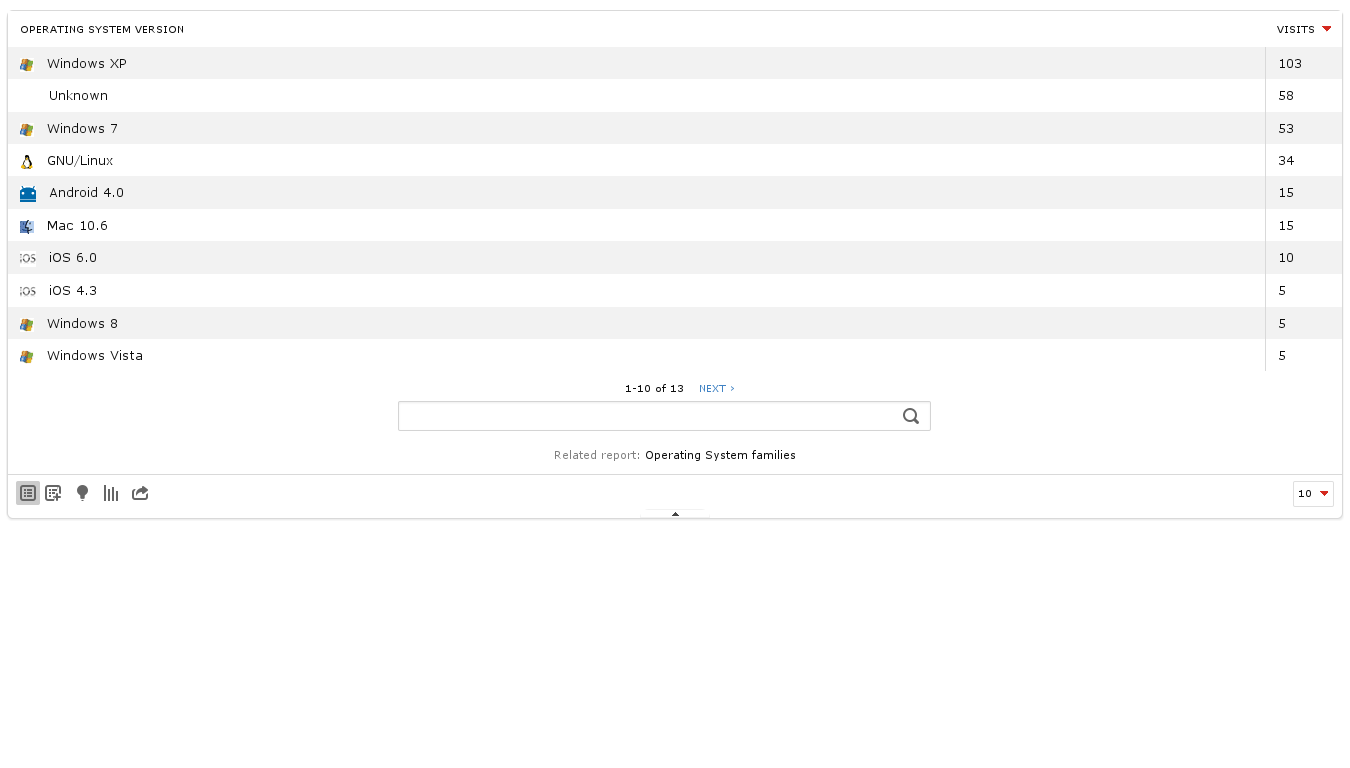 OPERATING SYSTEM VERSION VISITS
Windows XP 103
Unknown 58
Windows 7 53
GNU/Linux 34
Android 4.0 15
Mac 10.6 15
iOS iOS 6.0 10
iOS iOS 4.3 5
Windows 8 5
Windows Vista 5
1-10 of 13 NEXT ›
Related report: Operating System families
10